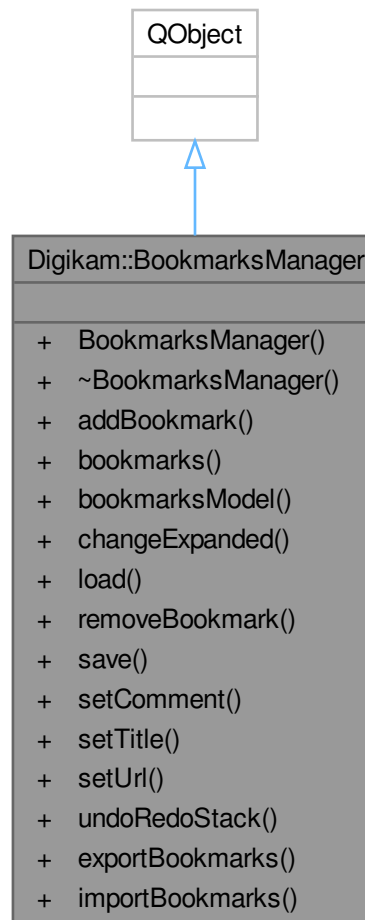 QObject
Digikam::BookmarksManager
+ BookmarksManager()
+ ~BookmarksManager()
+ addBookmark()
+ bookmarks()
+ bookmarksModel()
+ changeExpanded()
+ load()
+ removeBookmark()
+ save()
+ setComment()
+ setTitle()
+ setUrl()
+ undoRedoStack()
+ exportBookmarks()
+ importBookmarks()